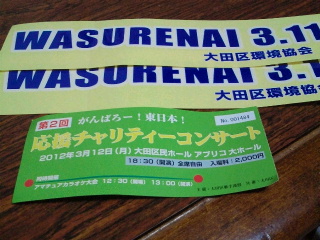 WASURENAI 3.11
大田区環境協会
WASURENAI 3.1
大田区環境協
第2回
がんばろー!東日本!
応援チャリティーコンサート
2012年3月12日(月) 大田区民ホール アプリコ 大ホール
18:30(開演) 全席自由 入場料2,000円
アマチュアカラオケ大会 12:30(開場) 13:00(開演)